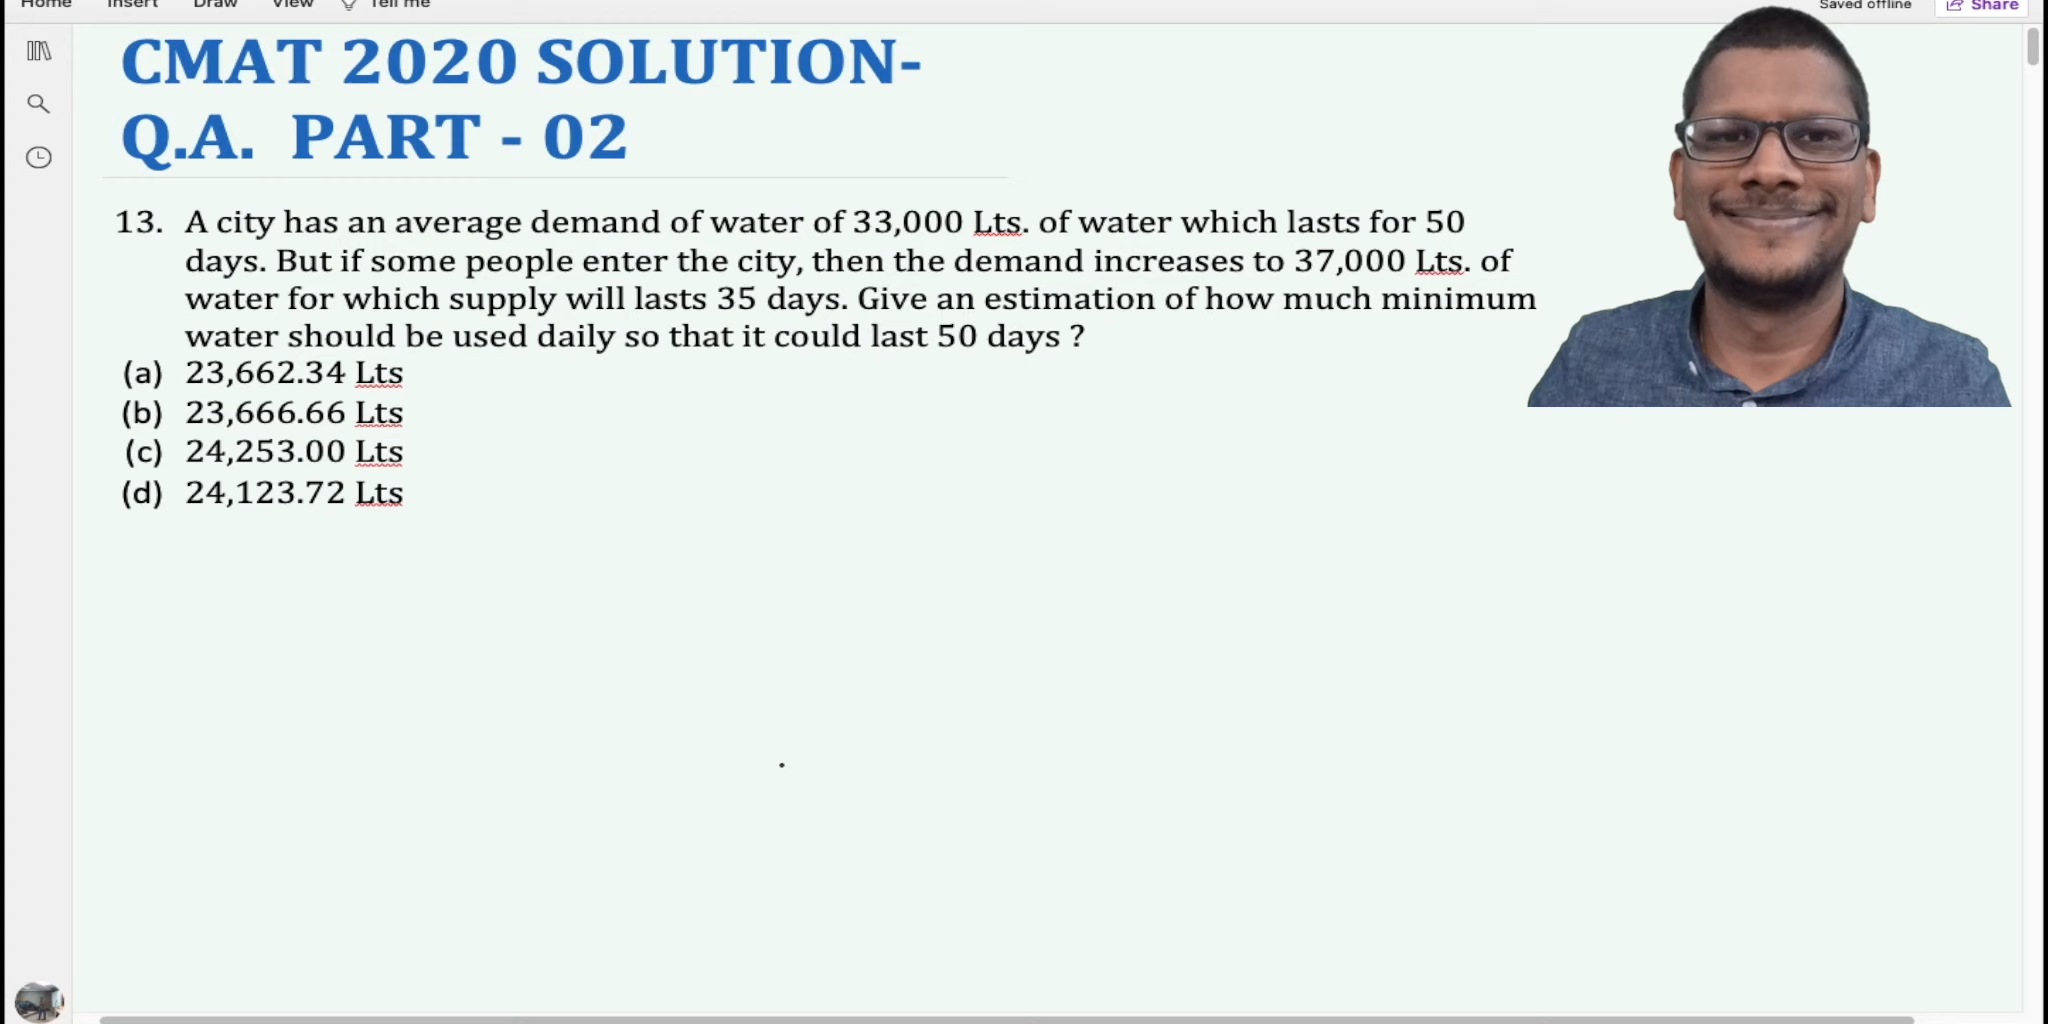 Home Insert Draw View Tell me Saved offline Share
CMAT 2020 SOLUTION-
Q.A. PART - 02
13. A city has an average demand of water of 33,000 Lts. of water which lasts for 50
days. But if some people enter the city, then the demand increases to 37,000 Lts. of
water for which supply will lasts 35 days. Give an estimation of how much minimum
water should be used daily so that it could last 50 days ?
(a) 23,662.34 Lts
(b) 23,666.66 Lts
(c) 24,253.00 Lts
(d) 24,123.72 Lts